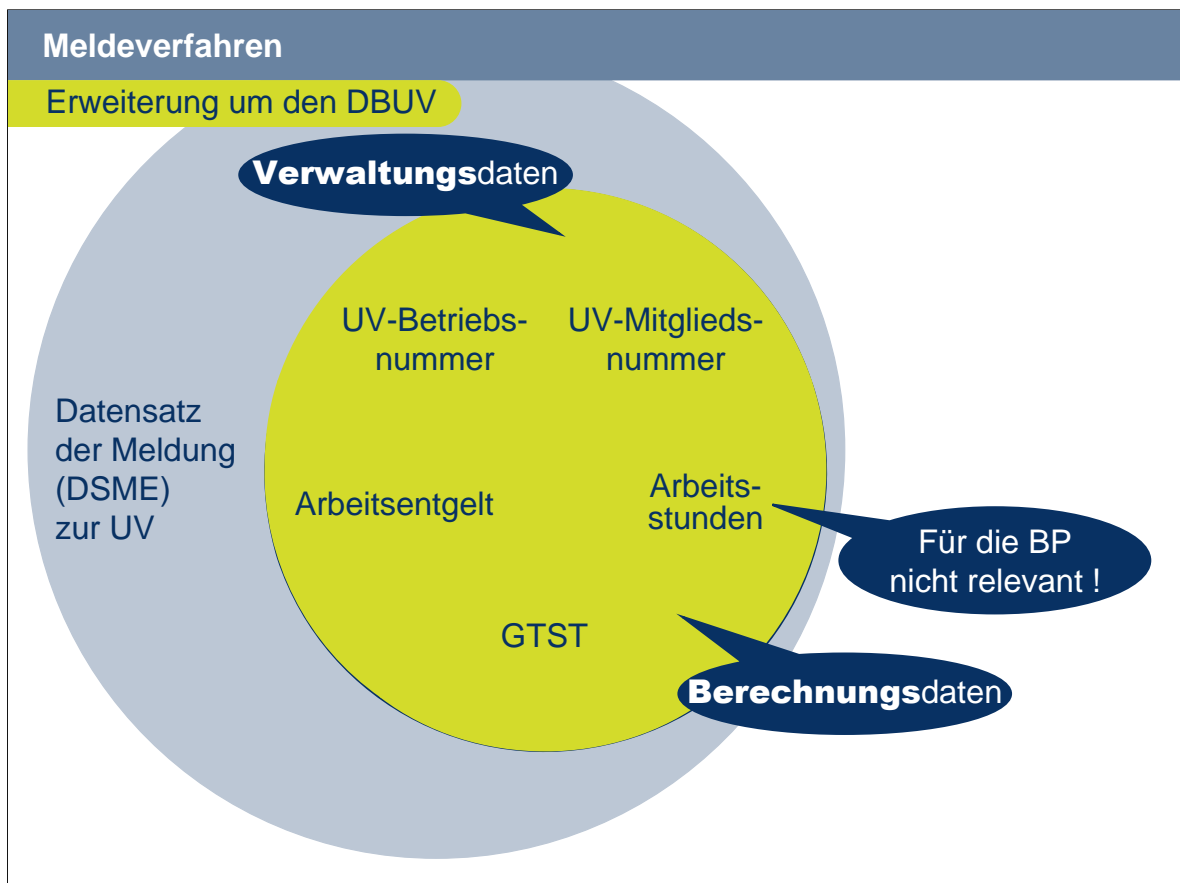 Meldeverfahren
Erweiterung um den DBUV
Verwaltungsdaten
UV-Betriebs-
nummer
UV-Mitglieds-
nummer
Datensatz
der Meldung
(DSME)
zur UV
Arbeitsentgelt
Arbeits-
stunden
Für die BP
nicht relevant !
GTST
Berechnungsdaten